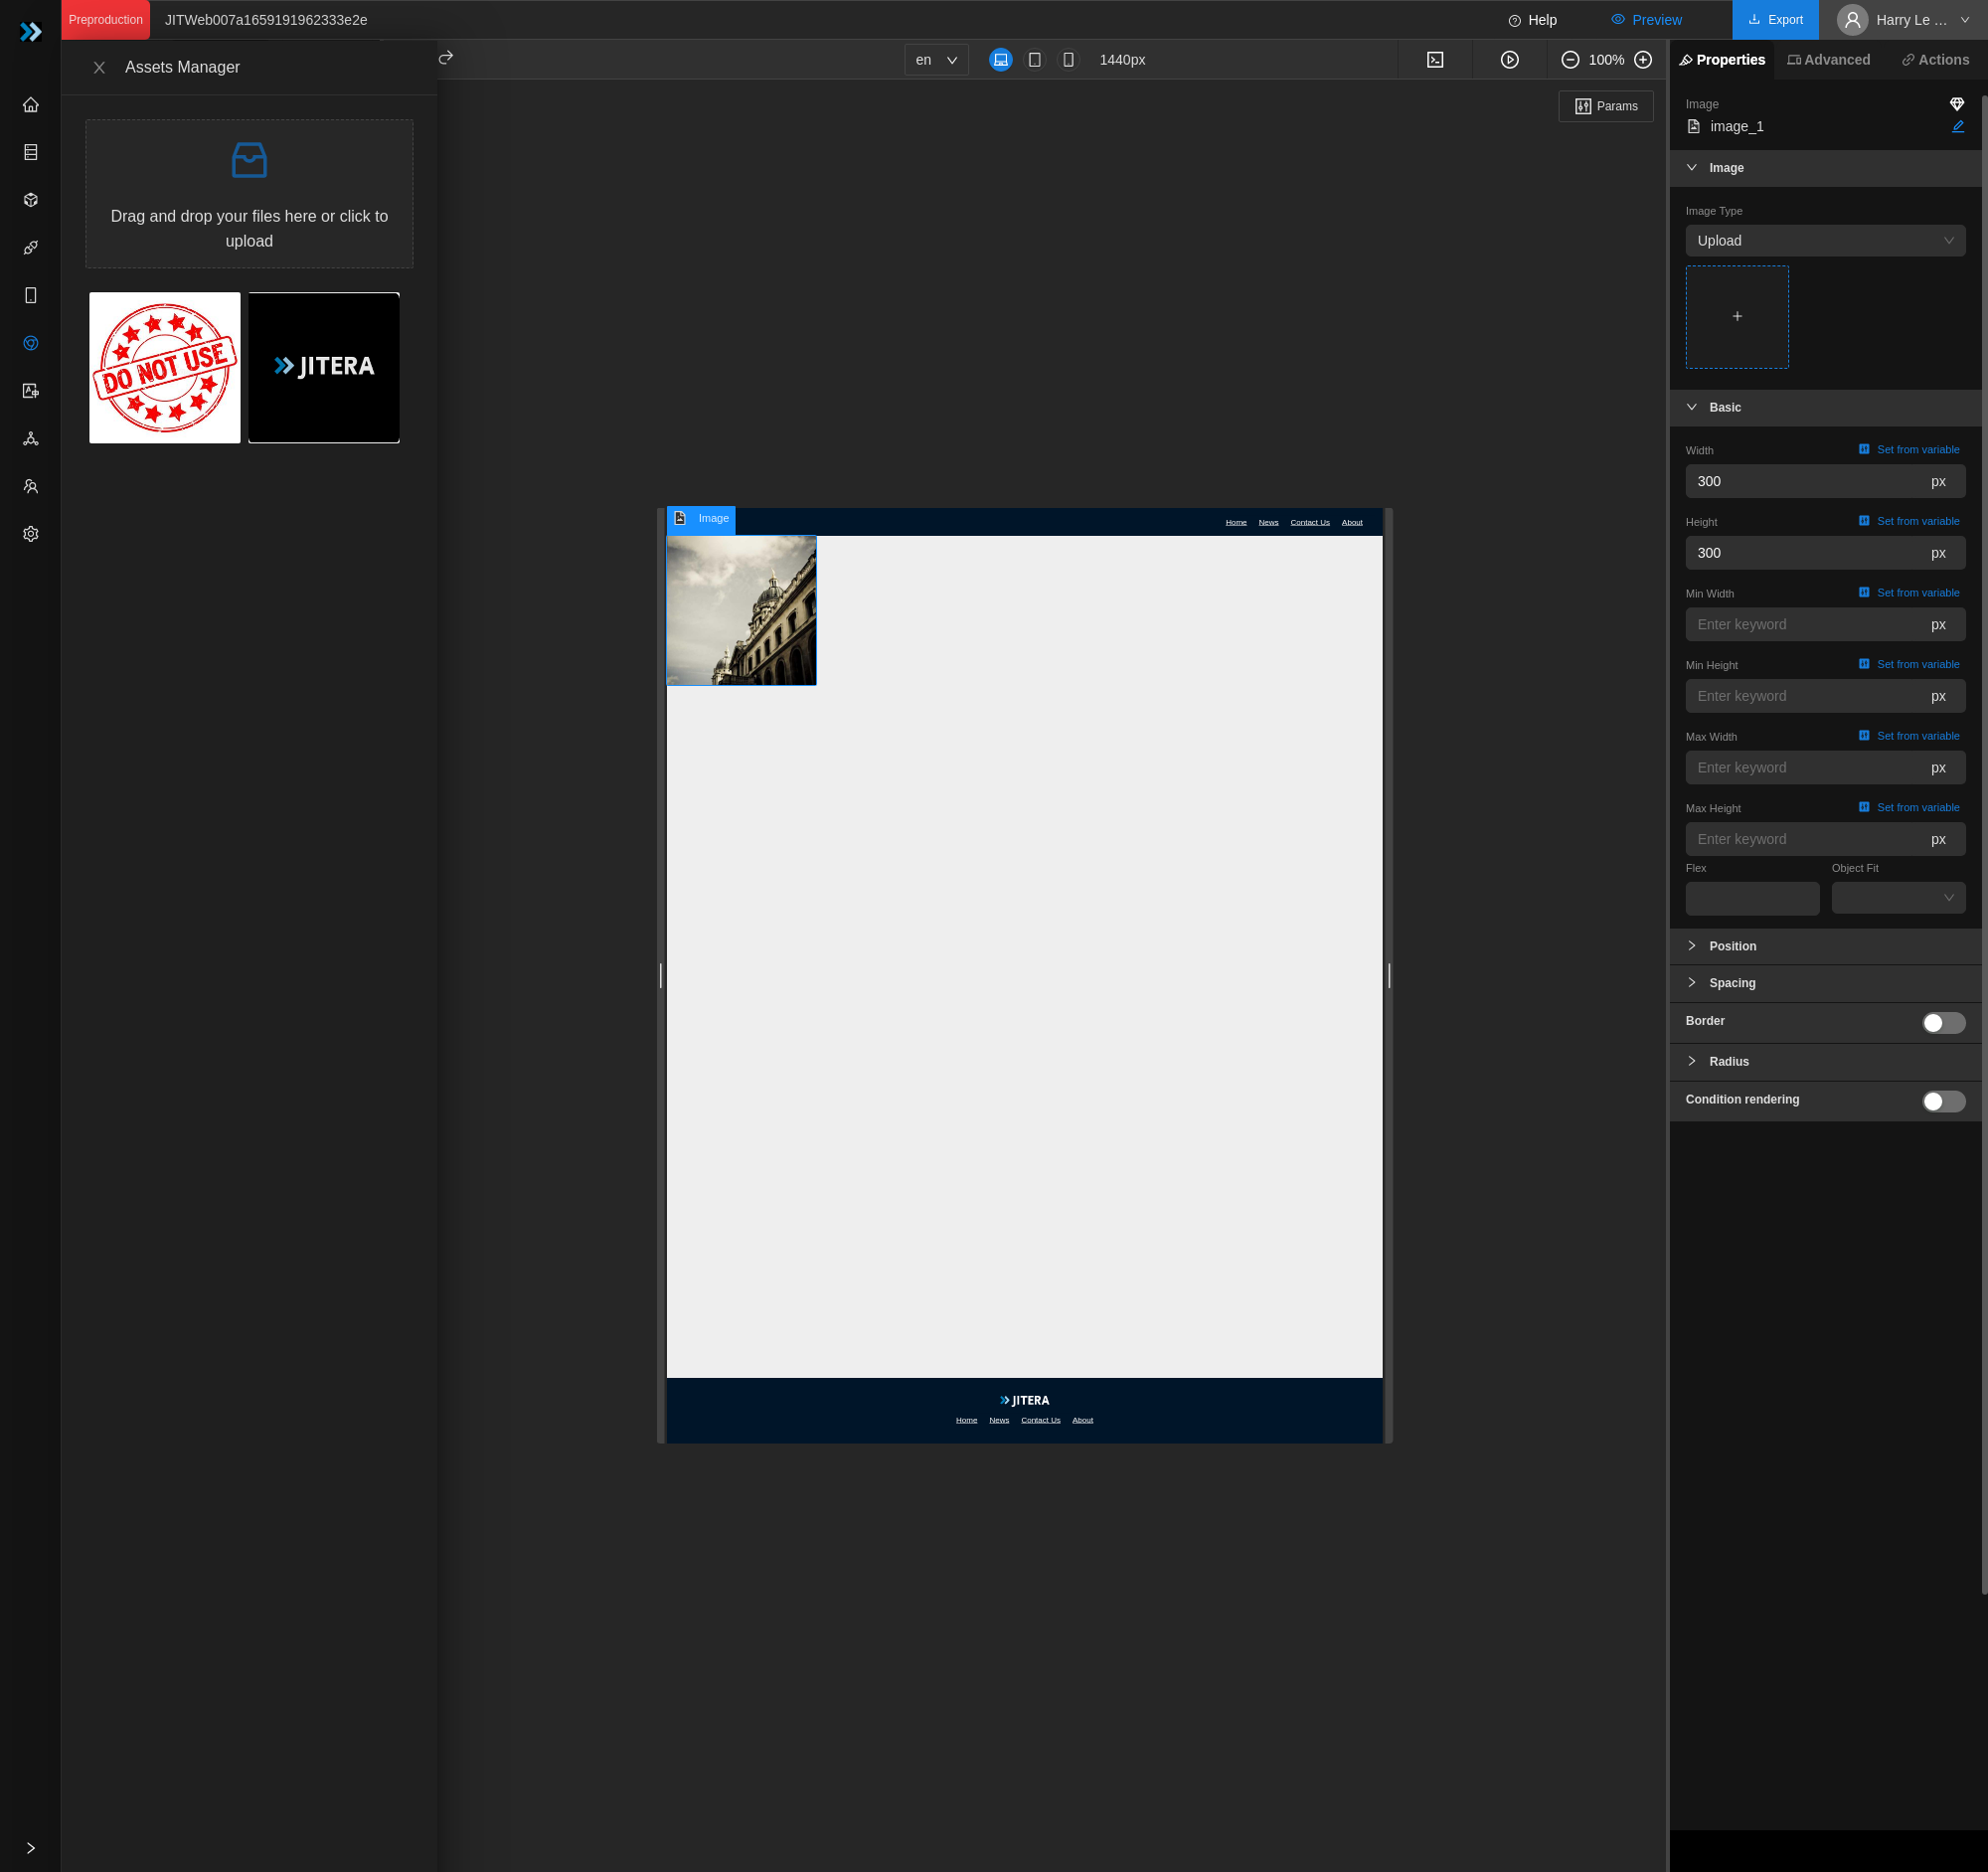 Preproduction
JITWeb007a1659191962333e2e
Help
Preview
Export
Harry Le ...
Assets Manager
en
1440px
100%
Properties
Advanced
Actions
Params
Drag and drop your files here or click to
upload
DO NOT USE
JITERA
Image
Home
News
Contact Us
About
JITERA
Home
News
Contact Us
About
Image
image_1
Image
Image Type
Upload
Basic
Width
Set from variable
300
px
Height
Set from variable
300
px
Min Width
Set from variable
Enter keyword
px
Min Height
Set from variable
Enter keyword
px
Max Width
Set from variable
Enter keyword
px
Max Height
Set from variable
Enter keyword
px
Flex
Object Fit
Position
Spacing
Border
Radius
Condition rendering